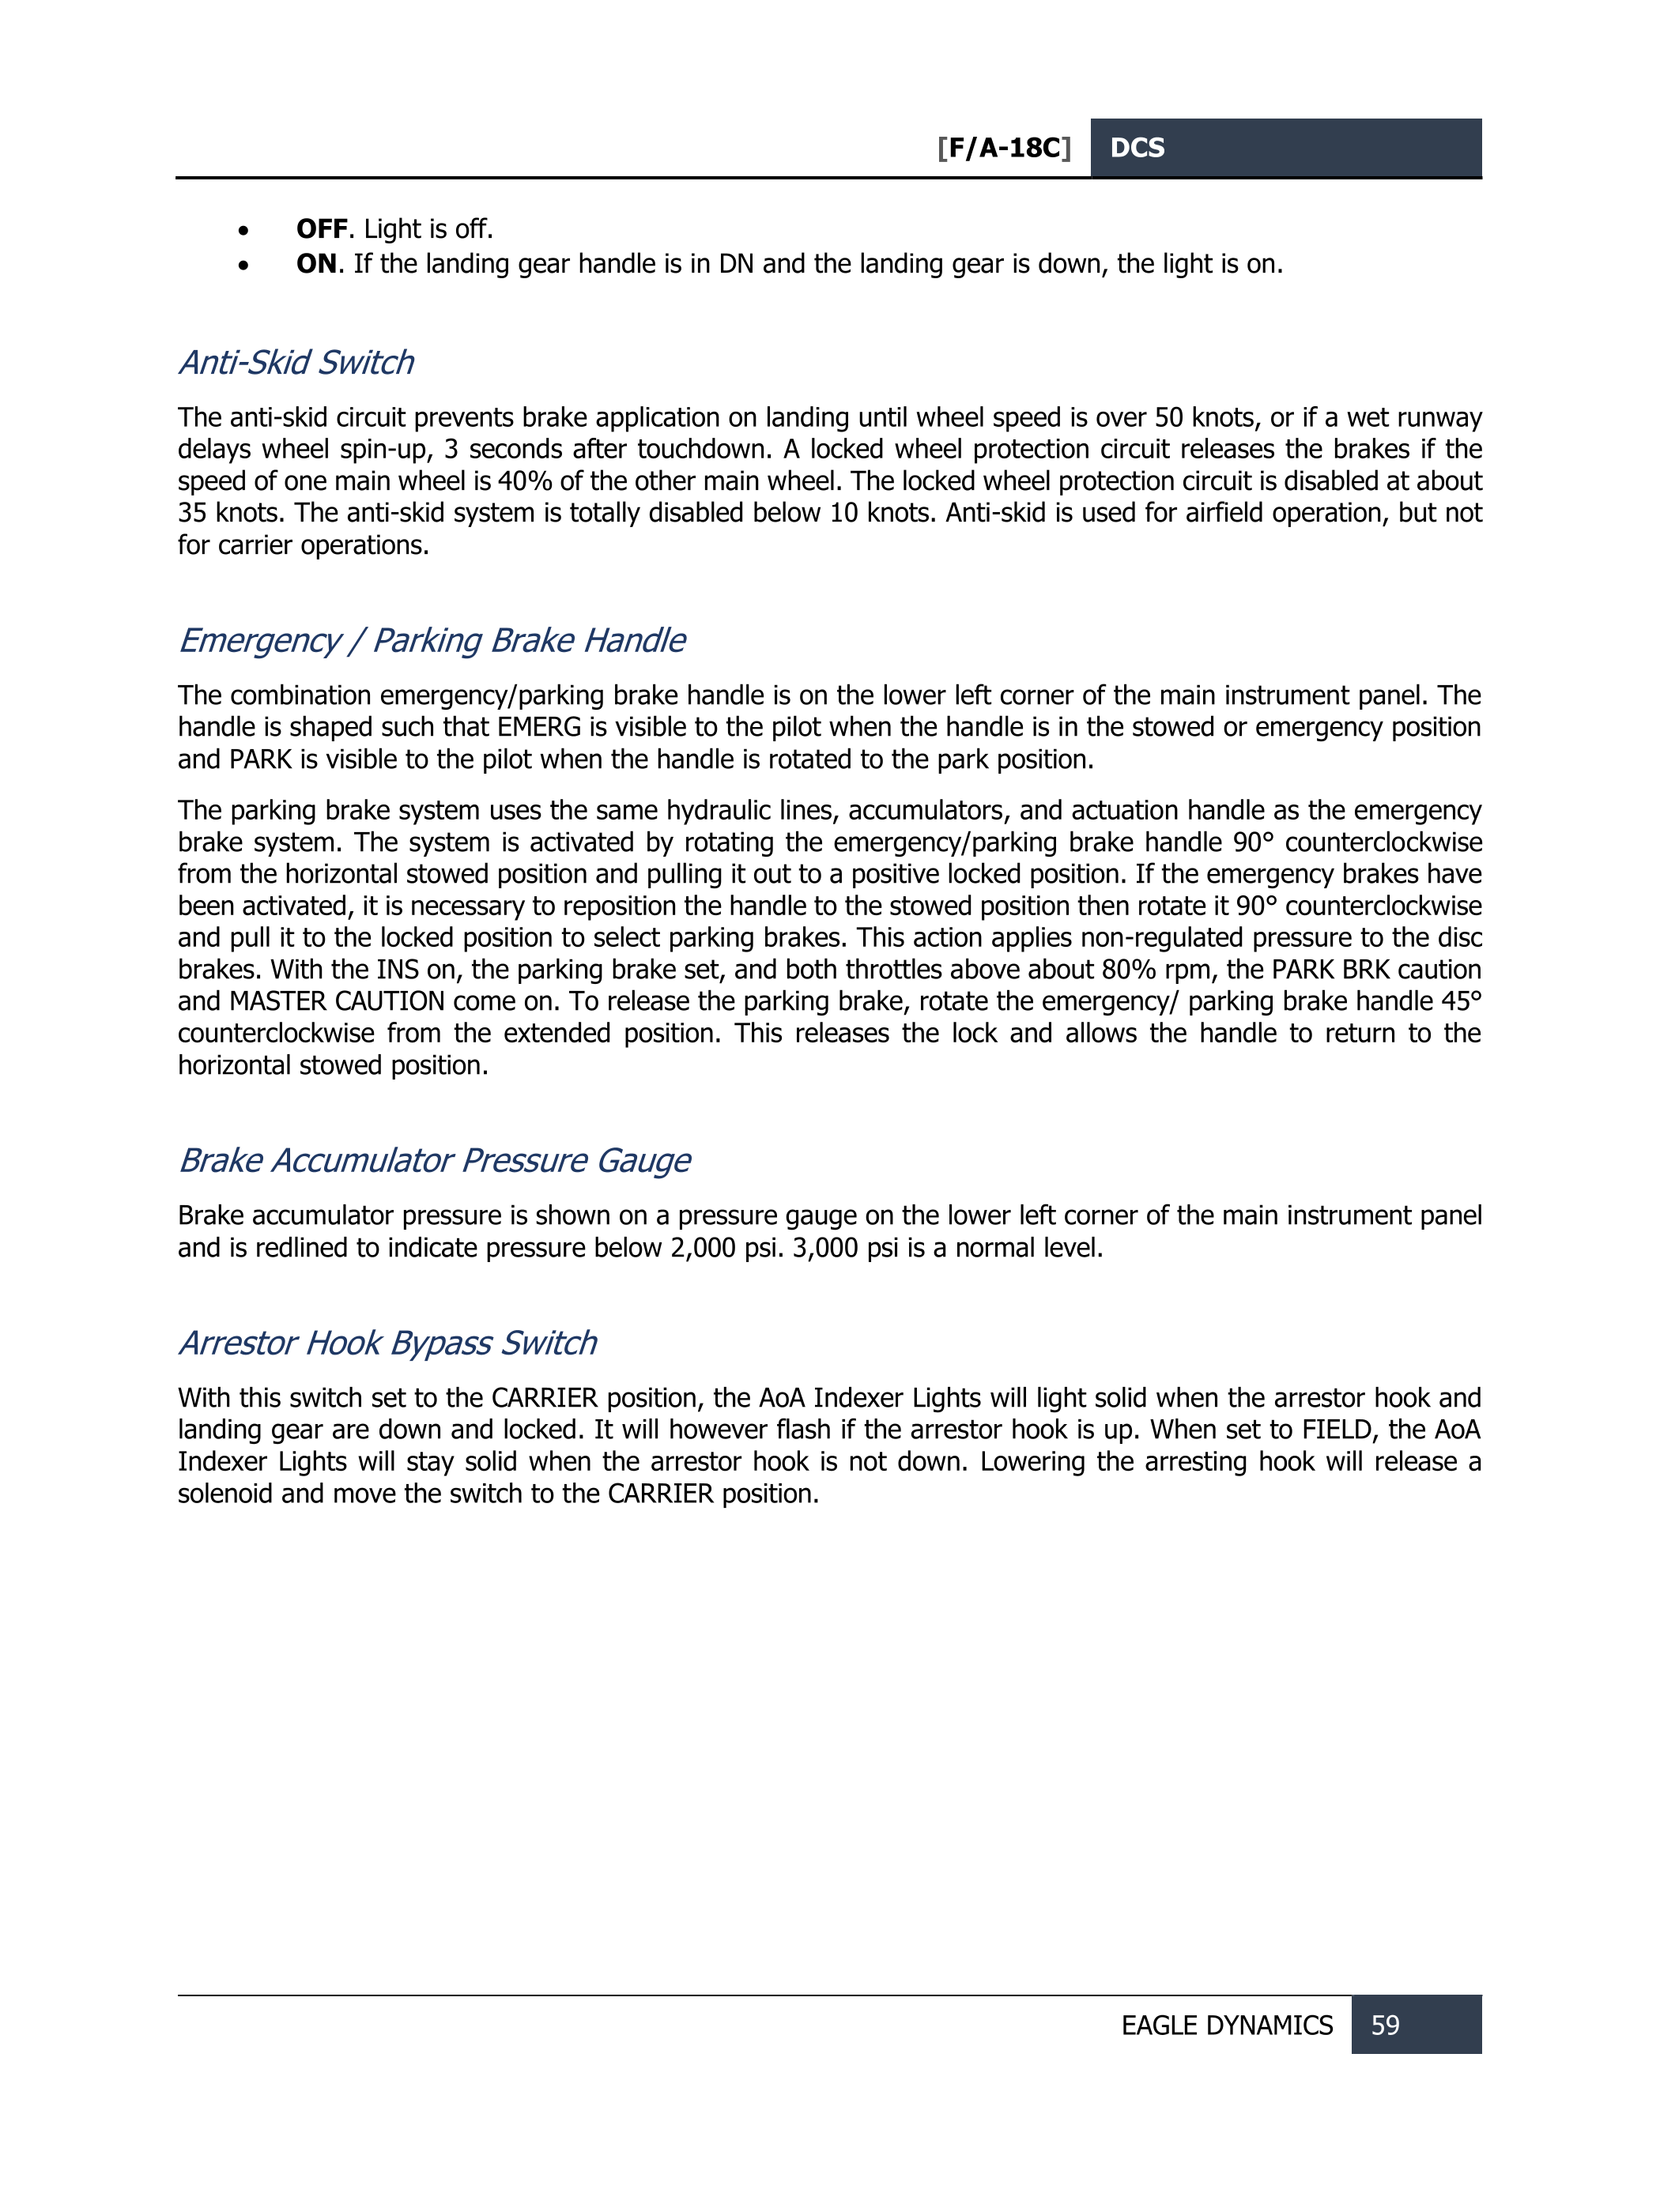 [F/A-18C] DCS
• OFF. Light is off.
• ON. If the landing gear handle is in DN and the landing gear is down, the light is on.
Anti-Skid Switch
The anti-skid circuit prevents brake application on landing until wheel speed is over 50 knots, or if a wet runway
delays wheel spin-up, 3 seconds after touchdown. A locked wheel protection circuit releases the brakes if the
speed of one main wheel is 40% of the other main wheel. The locked wheel protection circuit is disabled at about
35 knots. The anti-skid system is totally disabled below 10 knots. Anti-skid is used for airfield operation, but not
for carrier operations.
Emergency / Parking Brake Handle
The combination emergency/parking brake handle is on the lower left corner of the main instrument panel. The
handle is shaped such that EMERG is visible to the pilot when the handle is in the stowed or emergency position
and PARK is visible to the pilot when the handle is rotated to the park position.
The parking brake system uses the same hydraulic lines, accumulators, and actuation handle as the emergency
brake system. The system is activated by rotating the emergency/parking brake handle 90° counterclockwise
from the horizontal stowed position and pulling it out to a positive locked position. If the emergency brakes have
been activated, it is necessary to reposition the handle to the stowed position then rotate it 90° counterclockwise
and pull it to the locked position to select parking brakes. This action applies non-regulated pressure to the disc
brakes. With the INS on, the parking brake set, and both throttles above about 80% rpm, the PARK BRK caution
and MASTER CAUTION come on. To release the parking brake, rotate the emergency/ parking brake handle 45°
counterclockwise from the extended position. This releases the lock and allows the handle to return to the
horizontal stowed position.
Brake Accumulator Pressure Gauge
Brake accumulator pressure is shown on a pressure gauge on the lower left corner of the main instrument panel
and is redlined to indicate pressure below 2,000 psi. 3,000 psi is a normal level.
Arrestor Hook Bypass Switch
With this switch set to the CARRIER position, the AoA Indexer Lights will light solid when the arrestor hook and
landing gear are down and locked. It will however flash if the arrestor hook is up. When set to FIELD, the AoA
Indexer Lights will stay solid when the arrestor hook is not down. Lowering the arresting hook will release a
solenoid and move the switch to the CARRIER position.
EAGLE DYNAMICS 59